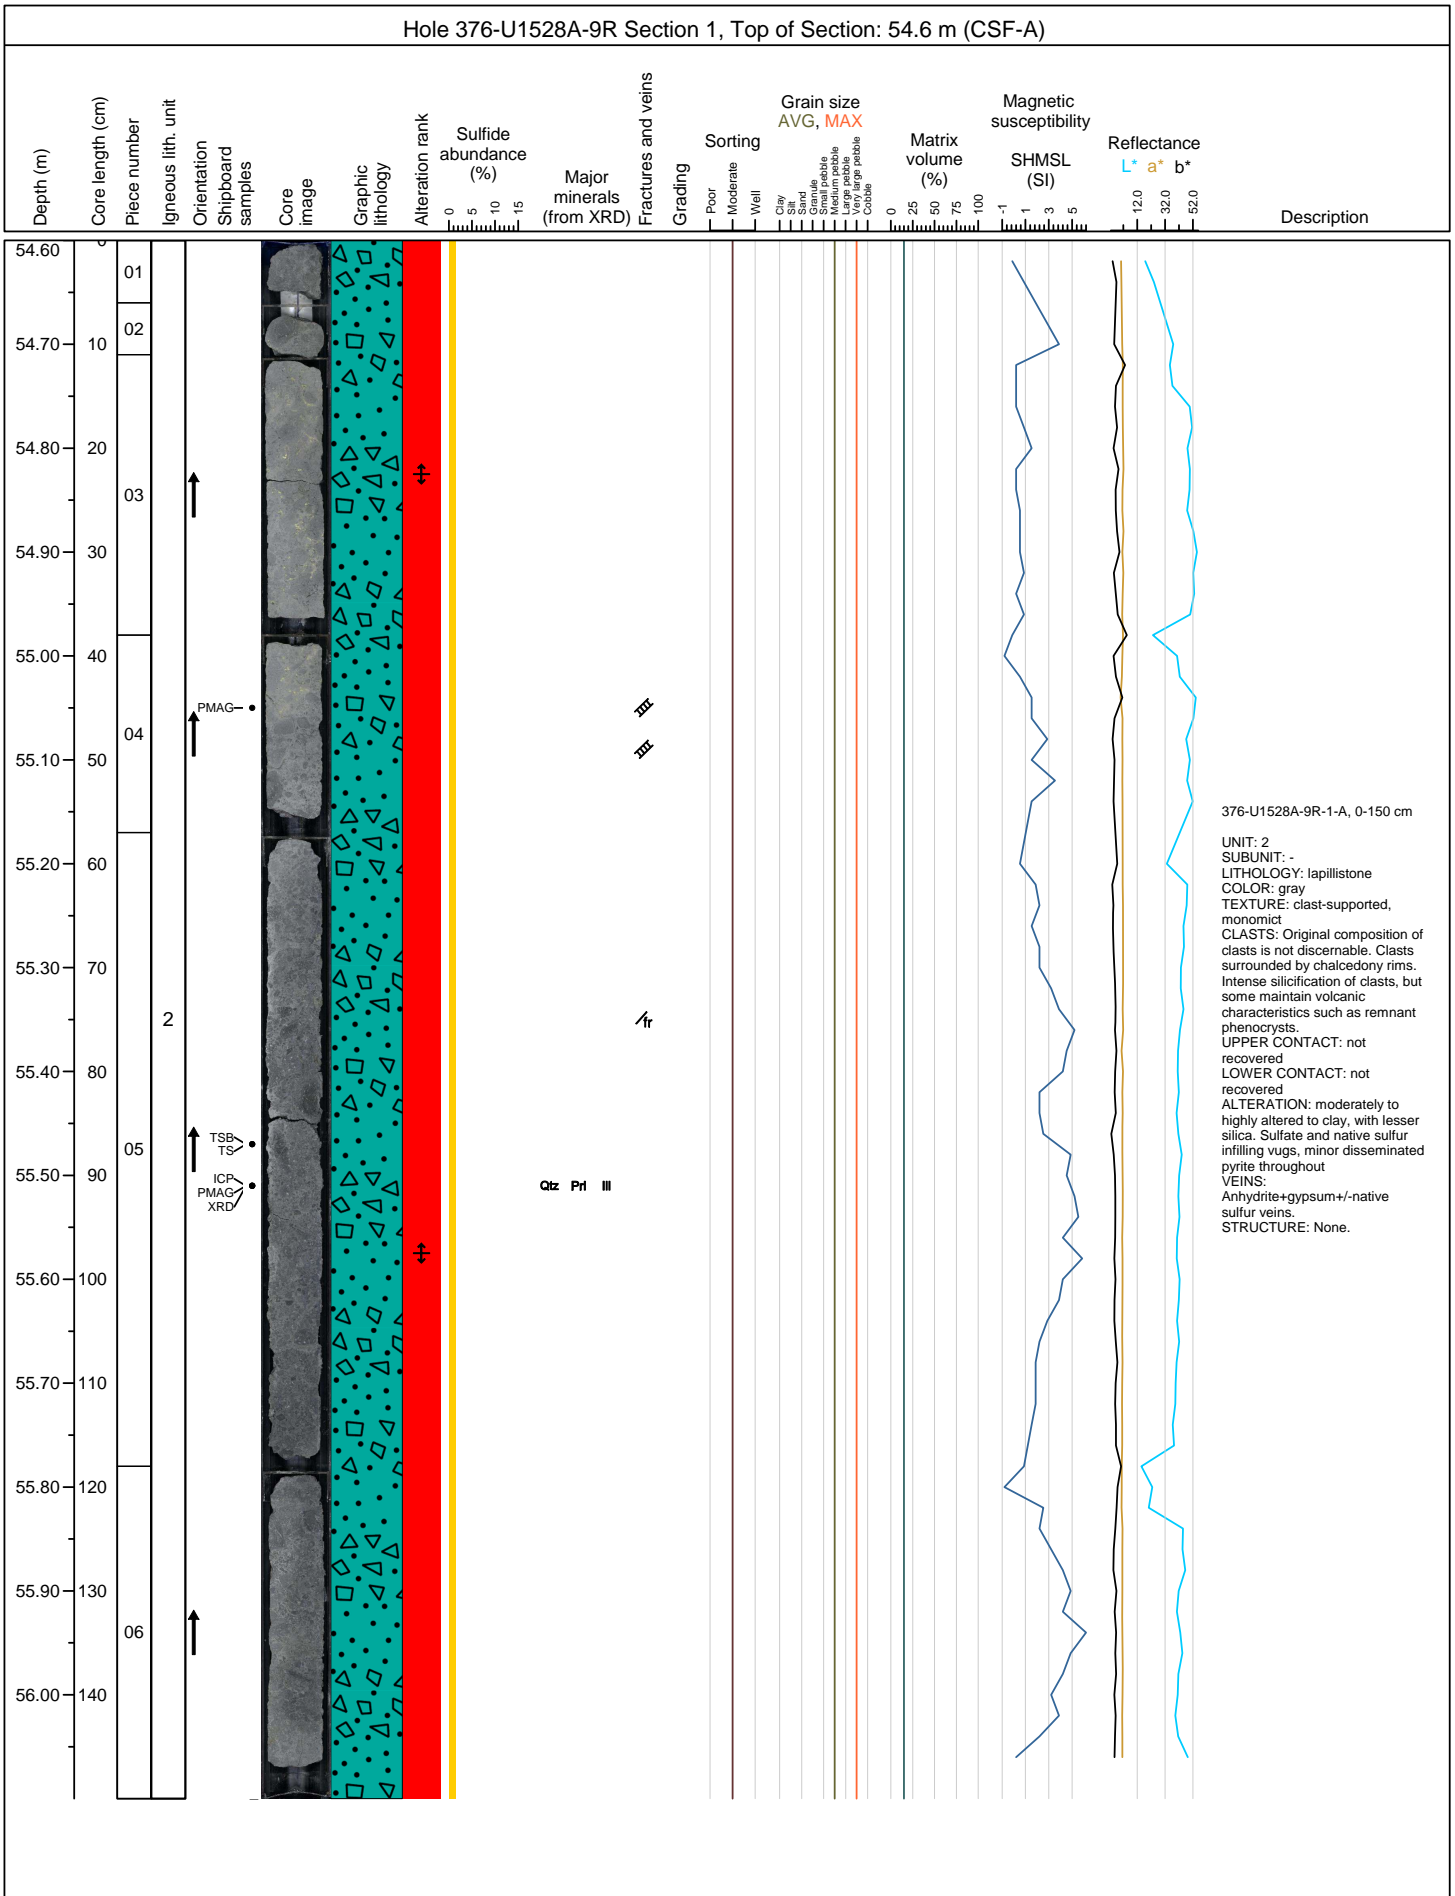 Hole 376-U1528A-9R Section 1, Top of Section: 54.6 m (CSF-A)
Depth (m)
Core length (cm)
Piece number
Igneous lith. unit
Orientation
Shipboard
samples
Core
image
Graphic
lithology
Alteration rank
Sulfide
abundance
(%)
0 5 10 15
Major
minerals
(from XRD)
Fractures and veins
Grading
Sorting
Poor
Moderate
Well
Grain size
AVG, MAX
Clay
Silt
Sand
Granule
Small pebble
Medium pebble
Large pebble
Very large pebble
Cobble
Matrix
volume
(%)
0 25 50 75 100
Magnetic
susceptibility
SHMSL
(SI)
-1 1 3 5
Reflectance
L* a* b*
12.0 32.0 52.0
Description
54.60 0
01
02
54.70 10
54.80 20
03
54.90 30
55.00 40
PMAG
04
55.10 50
55.20 60
55.30 70
2
fr
55.40 80
05
TSB
TS
55.50 90
ICP
PMAG
XRD
Qtz Prl Ill
55.60 100
55.70 110
55.80 120
55.90 130
06
56.00 140
376-U1528A-9R-1-A, 0-150 cm
UNIT: 2
SUBUNIT: -
LITHOLOGY: lapillistone
COLOR: gray
TEXTURE: clast-supported,
monomict
CLASTS: Original composition of
clasts is not discernable. Clasts
surrounded by chalcedony rims.
Intense silicification of clasts, but
some maintain volcanic
characteristics such as remnant
phenocrysts.
UPPER CONTACT: not
recovered
LOWER CONTACT: not
recovered
ALTERATION: moderately to
highly altered to clay, with lesser
silica. Sulfate and native sulfur
infilling vugs, minor disseminated
pyrite throughout
VEINS:
Anhydrite+gypsum+/-native
sulfur veins.
STRUCTURE: None.